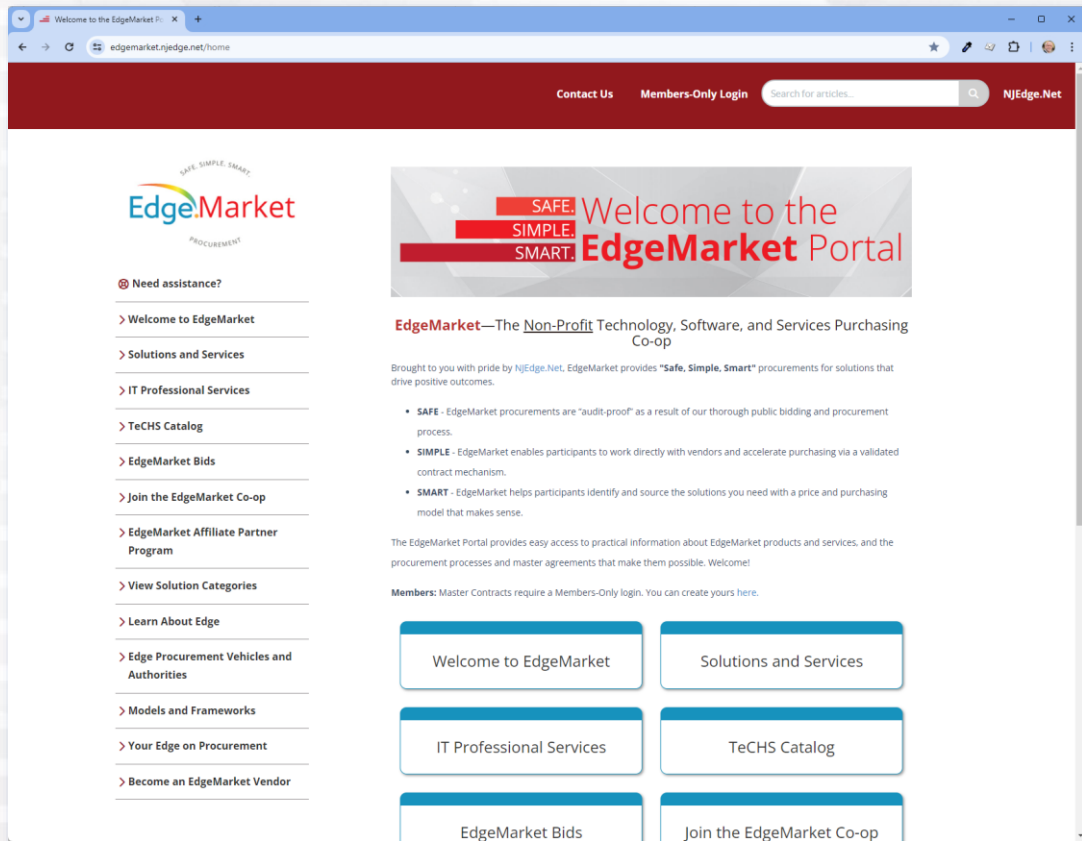 Welcome to the EdgeMarket Po
edgemarket.njedge.net/home
Contact Us
Members-Only Login
Search for articles...
NJEdge.Net
SAFE. SIMPLE. SMART.
EdgeMarket
PROCUREMENT
Need assistance?
Welcome to EdgeMarket
Solutions and Services
IT Professional Services
TeCHS Catalog
EdgeMarket Bids
Join the EdgeMarket Co-op
EdgeMarket Affiliate Partner
Program
View Solution Categories
Learn About Edge
Edge Procurement Vehicles and
Authorities
Models and Frameworks
Your Edge on Procurement
Become an EdgeMarket Vendor
SAFE.
SIMPLE.
SMART.
Welcome to the
EdgeMarket Portal
EdgeMarket—The Non-Profit Technology, Software, and Services Purchasing
Co-op
Brought to you with pride by NJEdge.Net, EdgeMarket provides "Safe, Simple, Smart" procurements for solutions that
drive positive outcomes.
• SAFE - EdgeMarket procurements are "audit-proof" as a result of our thorough public bidding and procurement
process.
• SIMPLE - EdgeMarket enables participants to work directly with vendors and accelerate purchasing via a validated
contract mechanism.
• SMART - EdgeMarket helps participants identify and source the solutions you need with a price and purchasing
model that makes sense.
The EdgeMarket Portal provides easy access to practical information about EdgeMarket products and services, and the
procurement processes and master agreements that make them possible. Welcome!
Members: Master Contracts require a Members-Only login. You can create yours here.
Welcome to EdgeMarket
Solutions and Services
IT Professional Services
TeCHS Catalog
EdgeMarket Bids
Join the EdgeMarket Co-op